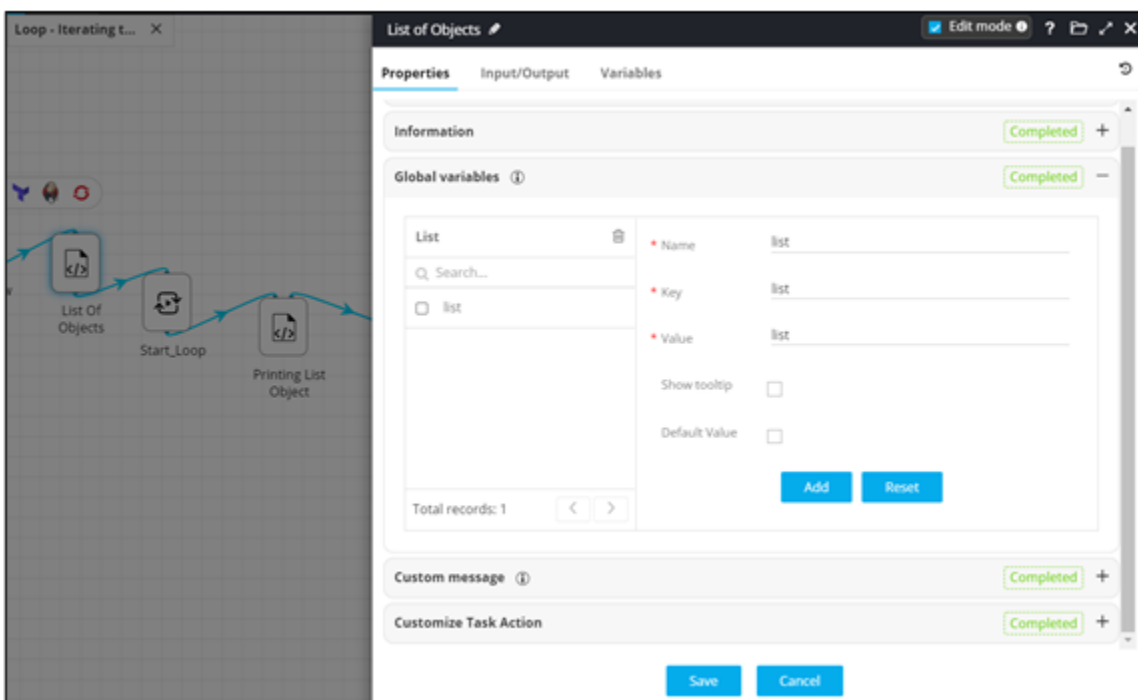 Loop - Iterating t...
List of Objects
Edit mode
Properties
Input/Output
Variables
Information
Completed
Global variables
Completed
List
Search...
list
Total records: 1
* Name
list
* Key
list
* Value
list
Show tooltip
Default Value
Add
Reset
Custom message
Completed
Customize Task Action
Completed
Save
Cancel
List Of
Objects
Start_Loop
Printing List
Object